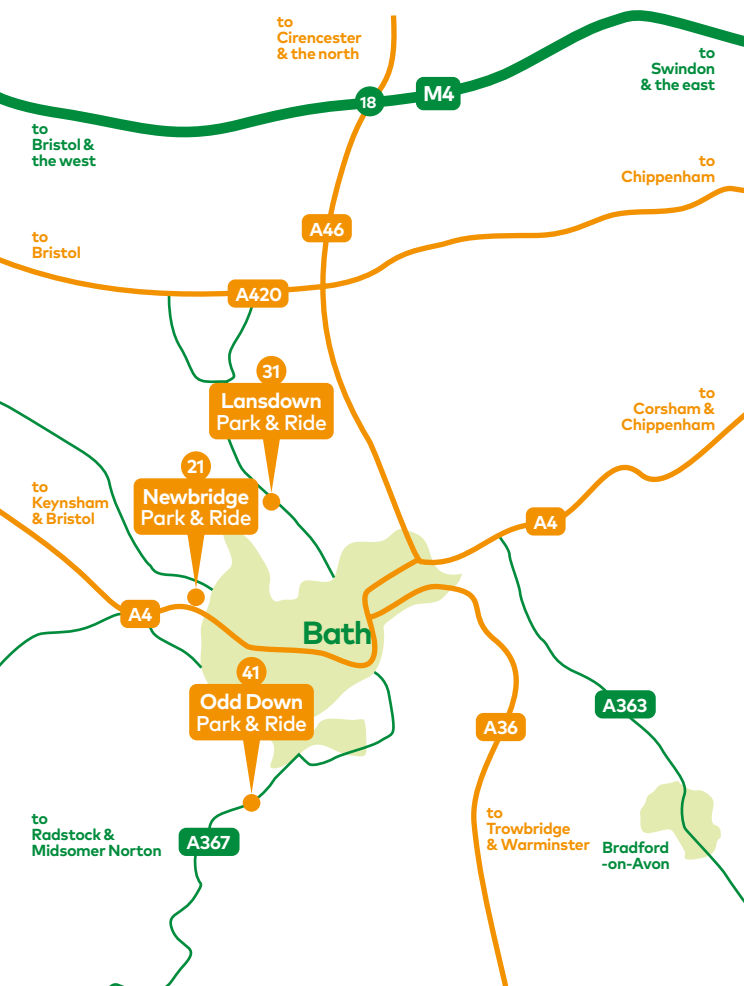 to
Cirencester
& the north
to
Swindon
& the east
M4
18
to
Bristol &
the west
to
Chippenham
A46
to
Bristol
A420
31
Lansdown
Park & Ride
to
Corsham &
Chippenham
21
Newbridge
Park & Ride
to
Keynsham
& Bristol
A4
A4
Bath
41
Odd Down
Park & Ride
A363
A36
to
Trowbridge
& Warminster
to
Radstock &
Midsomer Norton
A367
Bradford
-on-Avon